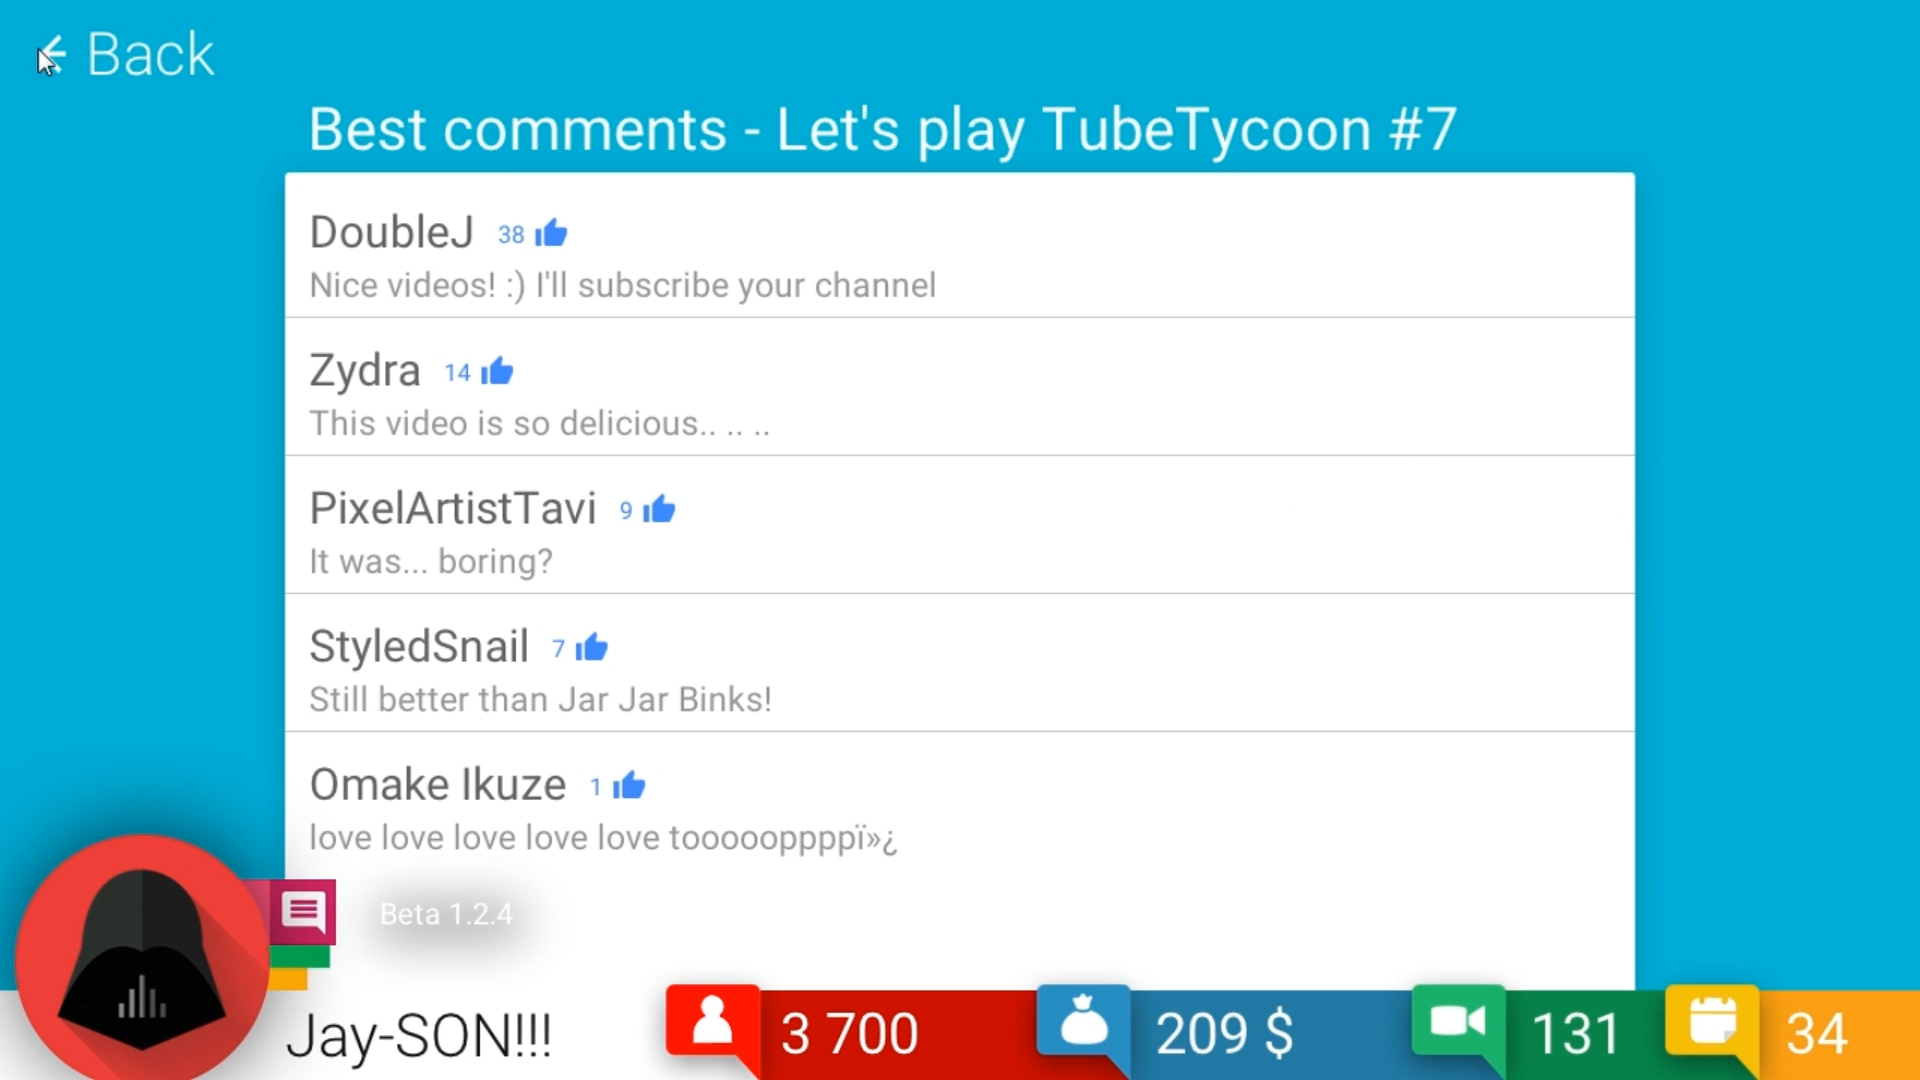 Back
Best comments - Let's play TubeTycoon #7
DoubleJ 38
Nice videos! :) I'll subscribe your channel
Zydra 14
This video is so delicious.. .. ..
PixelArtistTavi 9
It was... boring?
StyledSnail 7
Still better than Jar Jar Binks!
Omake Ikuze 1
love love love love love toooooppppï»¿
Beta 1.2.4
Jay-SON!!! 3 700 209 $ 131 34